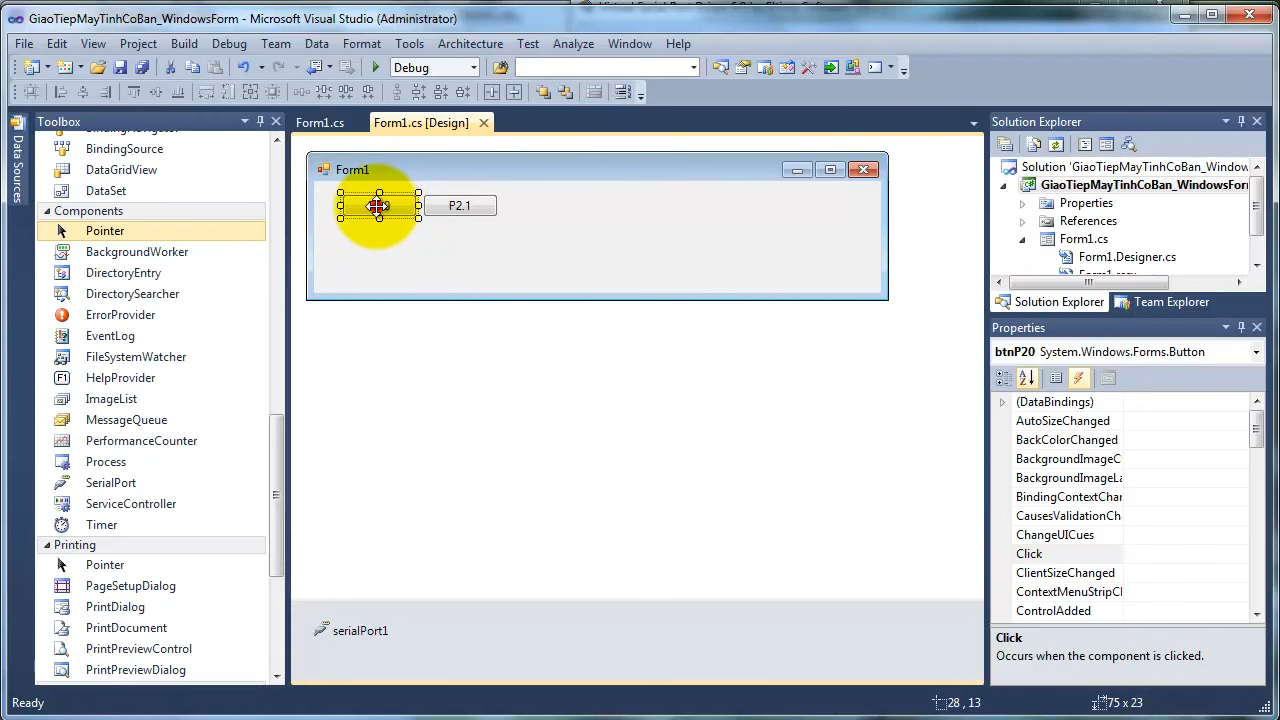 GiaoTiepMayTinhCoBan_WindowsForm - Microsoft Visual Studio (Administrator)
File Edit View Project Build Debug Team Data Format Tools Architecture Test Analyze Window Help
Debug
Toolbox
Form1.cs
Form1.cs [Design]
Solution Explorer
Data Sources
BindingSource
DataGridView
DataSet
Components
Pointer
BackgroundWorker
DirectoryEntry
DirectorySearcher
ErrorProvider
EventLog
FileSystemWatcher
HelpProvider
ImageList
MessageQueue
PerformanceCounter
Process
SerialPort
ServiceController
Timer
Printing
Pointer
PageSetupDialog
PrintDialog
PrintDocument
PrintPreviewControl
PrintPreviewDialog
Form1
P2.1
serialPort1
Solution 'GiaoTiepMayTinhCoBan_Window
GiaoTiepMayTinhCoBan_WindowsForm
Properties
References
Form1.cs
Form1.Designer.cs
Solution Explorer
Team Explorer
Properties
btnP20 System.Windows.Forms.Button
(DataBindings)
AutoSizeChanged
BackColorChanged
BackgroundImageC
BackgroundImageLa
BindingContextChar
CausesValidationCh
ChangeUICues
Click
ClientSizeChanged
ContextMenuStripCl
ControlAdded
Click
Occurs when the component is clicked.
Ready
28 , 13
75 x 23